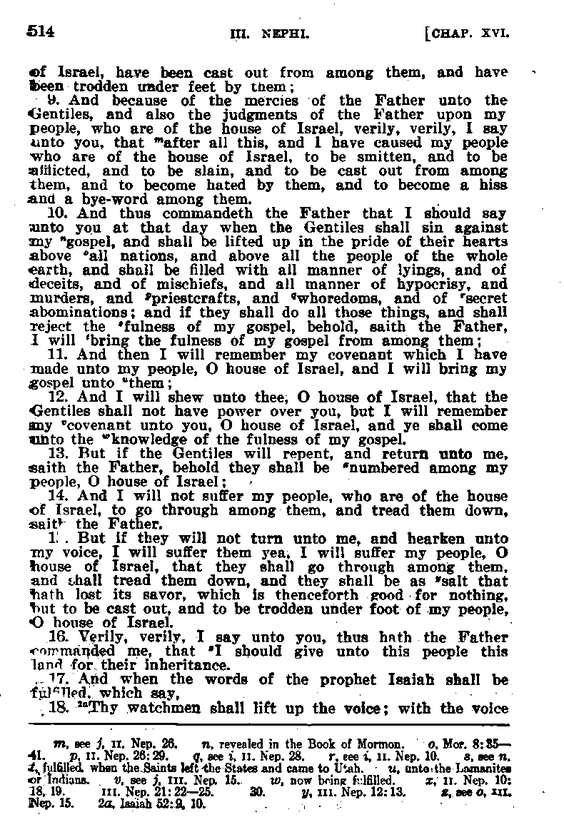 514 III. NEPHI. [CHAP. XVI.
of Israel, have been cast out from among them, and have
been trodden under feet by them;
9. And because of the mercies of the Father unto the
Gentiles, and also the judgments of the Father upon my
people, who are of the house of Israel, verily, verily, I say
unto you, that ᵐafter all this, and I have caused my people
who are of the house of Israel, to be smitten, and to be
afflicted, and to be slain, and to be cast out from among
them, and to become hated by them, and to become a hiss
and a bye-word among them.
10. And thus commandeth the Father that I should say
unto you at that day when the Gentiles shall sin against
my ⁿgospel, and shall be lifted up in the pride of their hearts
above ᵒall nations, and above all the people of the whole
earth, and shall be filled with all manner of lyings, and of
deceits, and of mischiefs, and all manner of hypocrisy, and
murders, and ᵖpriestcrafts, and ᑫwhoredoms, and of ʳsecret
abominations; and if they shall do all those things, and shall
reject the ˢfulness of my gospel, behold, saith the Father,
I will ᵗbring the fulness of my gospel from among them;
11. And then I will remember my covenant which I have
made unto my people, O house of Israel, and I will bring my
gospel unto ᵘthem;
12. And I will shew unto thee, O house of Israel, that the
Gentiles shall not have power over you, but I will remember
my ᵛcovenant unto you, O house of Israel, and ye shall come
unto the ʷknowledge of the fulness of my gospel.
13. But if the Gentiles will repent, and return unto me,
saith the Father, behold they shall be ˣnumbered among my
people, O house of Israel;
14. And I will not suffer my people, who are of the house
of Israel, to go through among them, and tread them down,
saith the Father.
15. But if they will not turn unto me, and hearken unto
my voice, I will suffer them yea, I will suffer my people, O
house of Israel, that they shall go through among them,
and shall tread them down, and they shall be as ʸsalt that
hath lost its savor, which is thenceforth good for nothing,
but to be cast out, and to be trodden under foot of my people,
O house of Israel.
16. Verily, verily, I say unto you, thus hath the Father
commanded me, that ᶻI should give unto this people this
land for their inheritance.
17. And when the words of the prophet Isaiah shall be
fulfilled, which say,
18. ²ᵃThy watchmen shall lift up the voice; with the voice
m, see j, II. Nep. 26. n, revealed in the Book of Mormon. o, Mor. 8:35—
41. p, II. Nep. 26:29. q, see i, II. Nep. 28. r, see i, II. Nep. 10. s, see n.
t, fulfilled when the Saints left the States and came to Utah. u, unto the Lamanites
or Indians. v, see j, III. Nep. 15. w, now being fulfilled. x, II. Nep. 10:
18, 19. III. Nep. 21:22—25. 30. y, III. Nep. 12:13. z, see o, III.
Nep. 15. 2a, Isaiah 52:8, 9, 10.